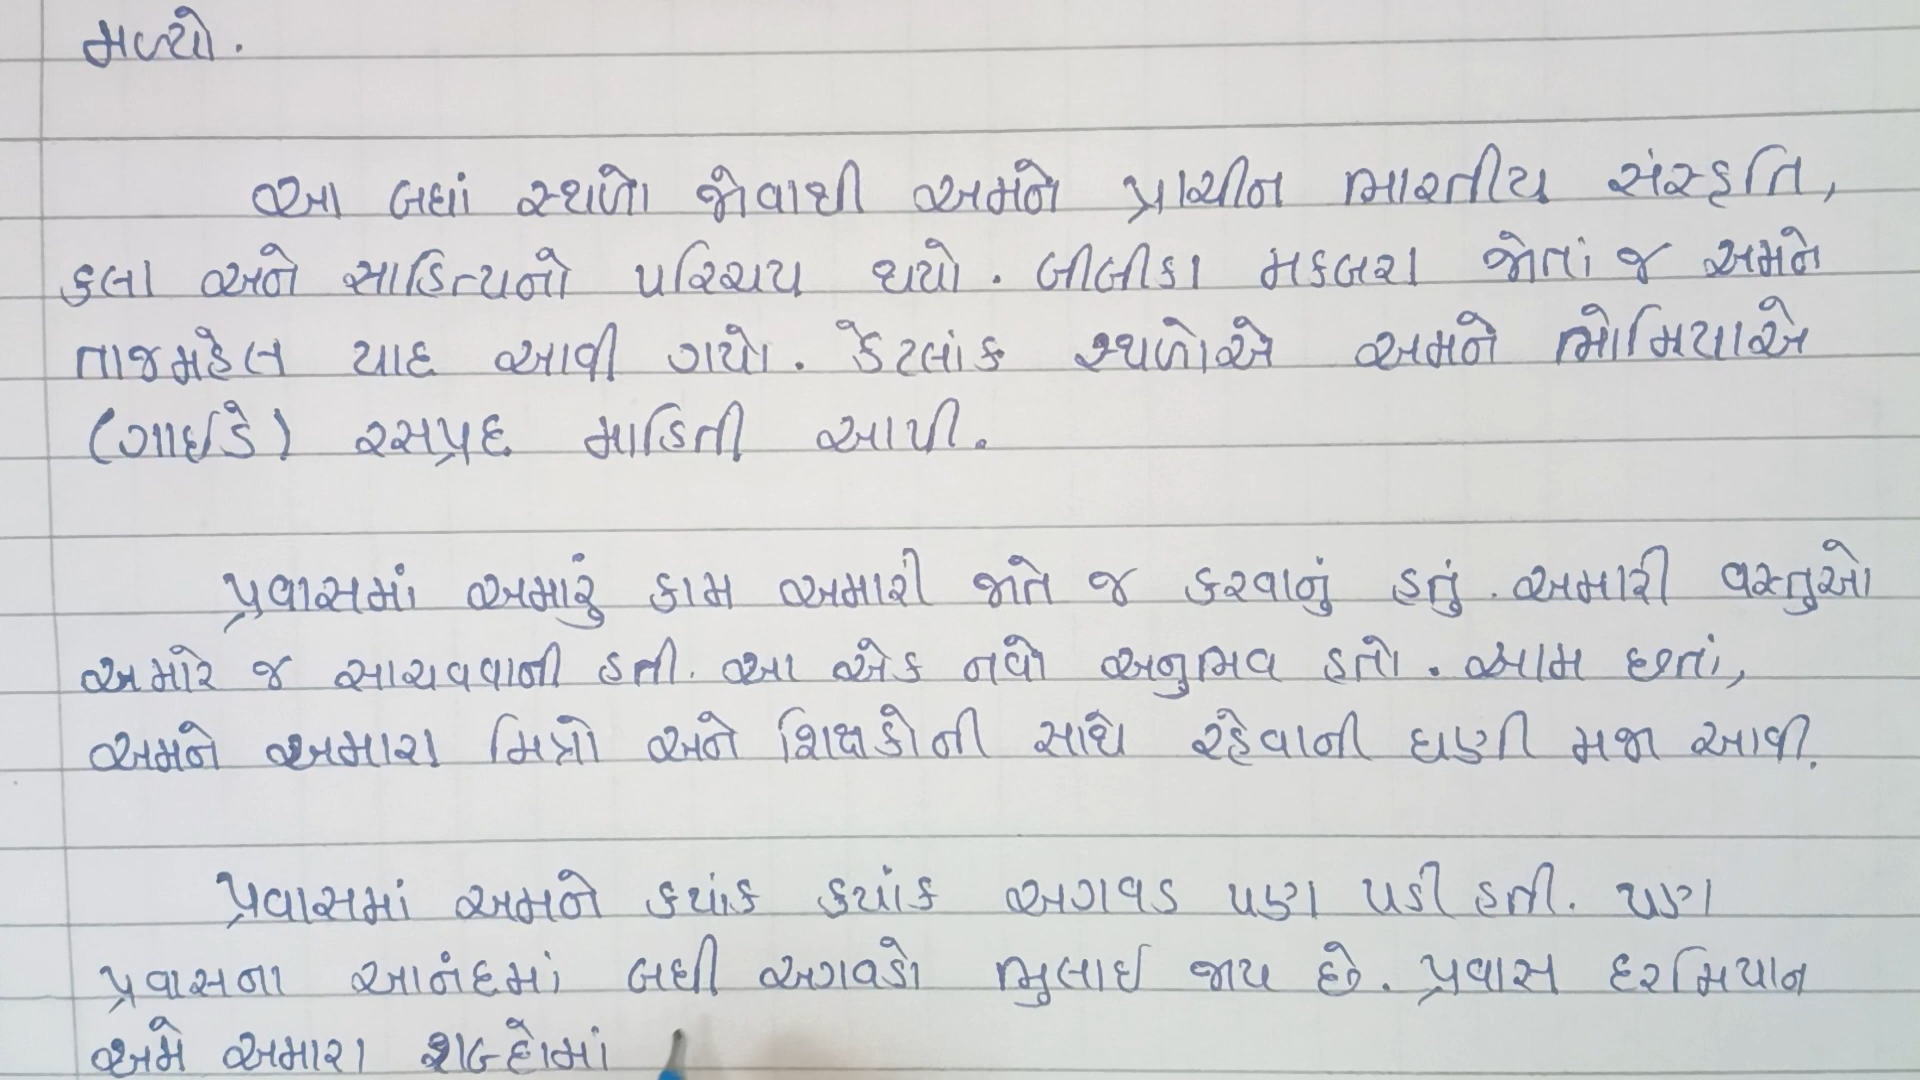 મળ્યો.
આ બધાં સ્થળો જોવાથી અમને પ્રાચીન ભારતીય સંસ્કૃતિ,
કલા અને સાહિત્યનો પરિચય થયો. બીબીકા મકબરા જોતાં જ અમને
તાજમહેલ યાદ આવી ગયો. કેટલાંક સ્થળોએ અમને ભોમિયાએ
(ગાઈડે) રસપ્રદ માહિતી આપી.
પ્રવાસમાં અમારું કામ અમારી જાતે જ કરવાનું હતું. અમારી વસ્તુઓ
અમારે જ સાચવવાની હતી. આ એક નવો અનુભવ હતો. આમ છતાં,
અમને અમારા મિત્રો અને શિક્ષકોની સાથે રહેવાની ઘણી મજા આવી.
પ્રવાસમાં અમને ક્યાંક ક્યાંક અગવડ પણ પડી હતી. પણ
પ્રવાસના આનંદમાં બધી અગવડો ભુલાઈ જાય છે. પ્રવાસ દરમિયાન
અમે અમારા શબ્દોમાં